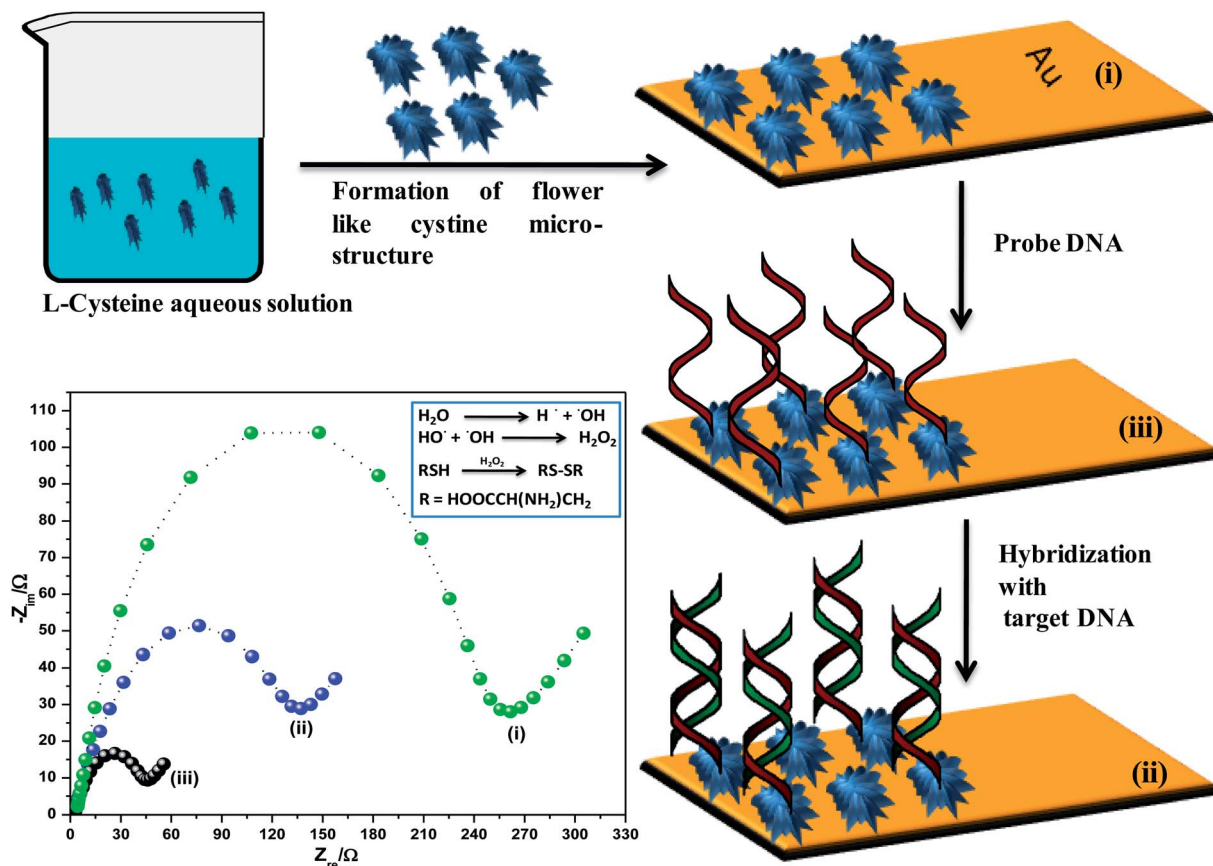 L-Cysteine aqueous solution
Formation of flower
like cystine micro-
structure
Au
(i)
Probe DNA
(iii)
Hybridization
with
target DNA
(ii)
H₂O ⟶ H˙ + ˙OH
HO˙ + ˙OH ⟶ H₂O₂
RSH H₂O₂⟶ RS-SR
R = HOOCCH(NH₂)CH₂
-Z_im/Ω
110
100
90
80
70
60
50
40
30
20
10
0
(i)
(ii)
(iii)
0 30 60 90 120 150 180 210 240 270 300 330
Z_re/Ω